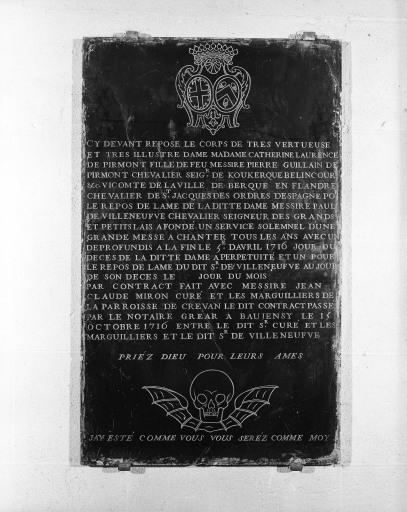 CY DEVANT REPOSE LE CORPS DE TRES VERTUEUSE
ET TRES ILLUSTRE DAME MADAME CATHERINE LAURENCE
DE PIRMONT FILLE DE FEU MESSIRE PIERRE GUILLAIN DE
PIRMONT CHEVALIER SEIGR DE KOUKERQUE BELINCOUR
&c VICOMTE DE LAVILLE DE BERQUE EN FLANDRE
CHEVALIER DE ST JACQUES DES ORDRES DESPAGNE PO
LE REPOS DE LAME DE LA DITTE DAME MESSIRE PAUL
DE VILLENEUFVE CHEVALIER SEIGNEUR DES GRANDS
ET PETITS LAIS A FONDE UN SERVICE SOLEMNEL DUNE
GRANDE MESSE A CHANTER TOUS LES ANS AVEC U
DEPROFUNDIS A LA FIN LE 5 DAVRIL 1716 JOUR DU
DECES DE LA DITTE DAME A PERPETUITE ET UN POUR
LE REPOS DE LAME DU DIT SR DE VILLENEUFVE AU JOUR
DE SON DECES LE JOUR DU MOIS
PAR CONTRACT FAIT AVEC MESSIRE JEAN
CLAUDE MIRON CURE ET LES MARGUILLIERS DE
LA PARROISSE DE CREVAN LE DIT CONTRACT PASSE
PAR LE NOTAIRE GREAR A BAUJENSY LE 15
OCTOBRE 1716 ENTRE LE DIT SR CURE ET LES
MARGUILLIERS ET LE DIT SR DE VILLENEUFVE
PRIEZ DIEU POUR LEURS AMES
JAY ESTE COMME VOUS VOUS SEREZ COMME MOY